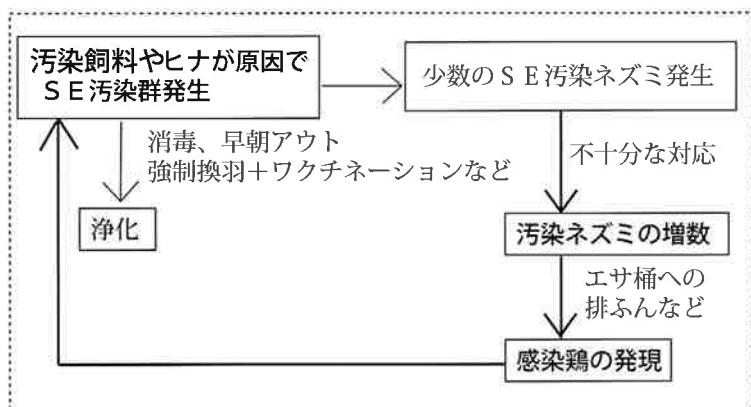 汚染飼料やヒナが原因で
ＳＥ汚染群発生
少数のＳＥ汚染ネズミ発生
消毒、早朝アウト
強制換羽＋ワクチネーションなど
不十分な対応
浄化
汚染ネズミの増数
エサ桶への
排ふんなど
感染鶏の発現